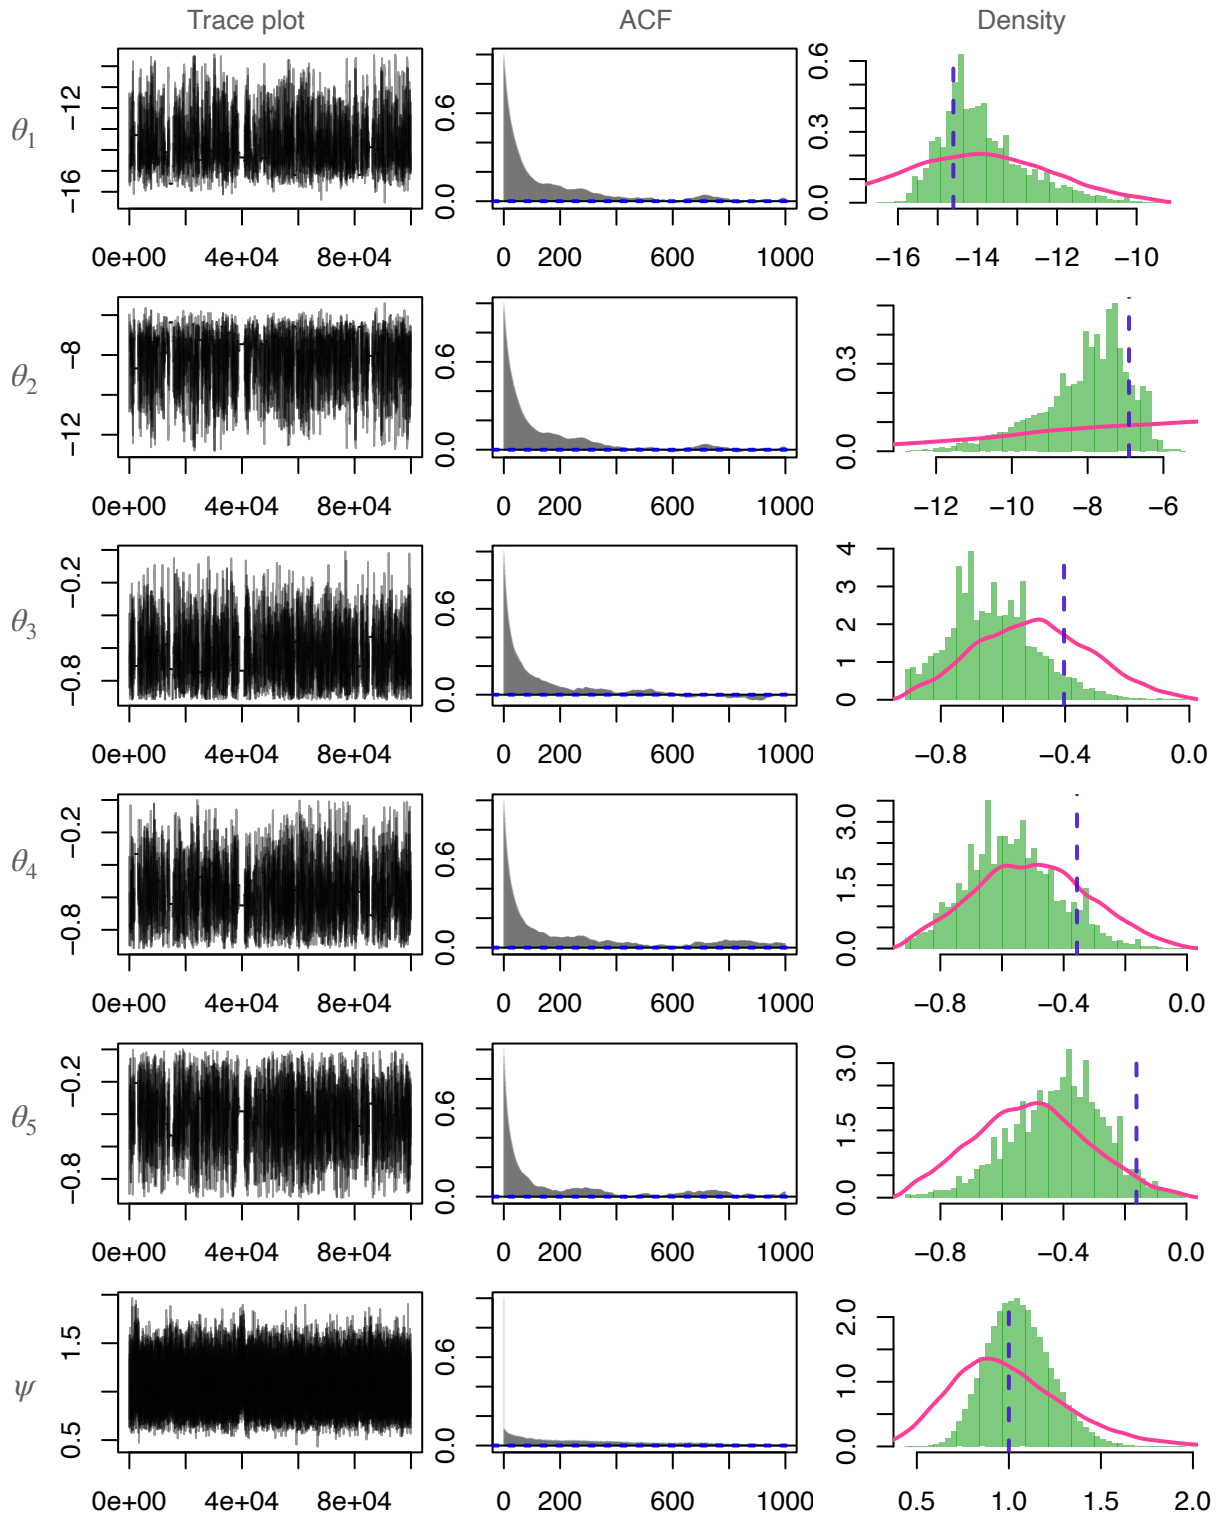 Trace plot ACF Density
θ1 −16 −12 0.0 0.6 0.0 0.3 0.6
0e+00 4e+04 8e+04 0 200 600 1000 −16 −14 −12 −10
θ2 −12 −8 0.0 0.6 0.0 0.3
0e+00 4e+04 8e+04 0 200 600 1000 −12 −10 −8 −6
θ3 −0.8 −0.2 0.0 0.6 0 1 2 3 4
0e+00 4e+04 8e+04 0 200 600 1000 −0.8 −0.4 0.0
θ4 −0.8 −0.2 0.0 0.6 0.0 1.5 3.0
0e+00 4e+04 8e+04 0 200 600 1000 −0.8 −0.4 0.0
θ5 −0.8 −0.2 0.0 0.6 0.0 1.5 3.0
0e+00 4e+04 8e+04 0 200 600 1000 −0.8 −0.4 0.0
ψ 0.5 1.5 0.0 0.6 0.0 1.0 2.0
0e+00 4e+04 8e+04 0 200 600 1000 0.5 1.0 1.5 2.0